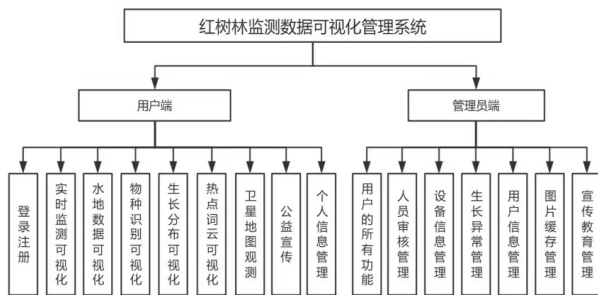 红树林监测数据可视化管理系统
用户端
管理员端
登录注册
实时监测可视化
水地数据可视化
物种识别可视化
生长分布可视化
热点词云可视化
卫星地图观测
公益宣传
个人信息管理
用户的所有功能
人员审核管理
设备信息管理
生长异常管理
用户信息管理
图片缓存管理
宣传教育管理